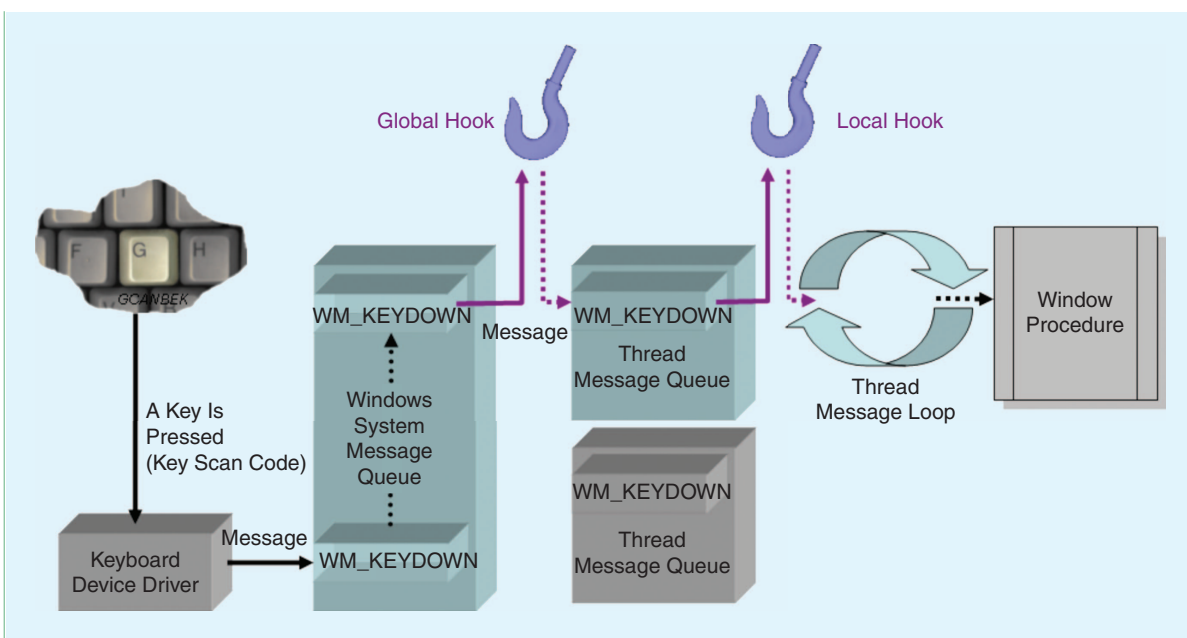 Global Hook
Local Hook
F
G
H
GCANBEK
A Key Is
Pressed
(Key Scan Code)
Keyboard
Device Driver
Message
WM_KEYDOWN
Windows
System
Message
Queue
WM_KEYDOWN
Message
WM_KEYDOWN
Thread
Message Queue
WM_KEYDOWN
Thread
Message Queue
Thread
Message Loop
Window
Procedure